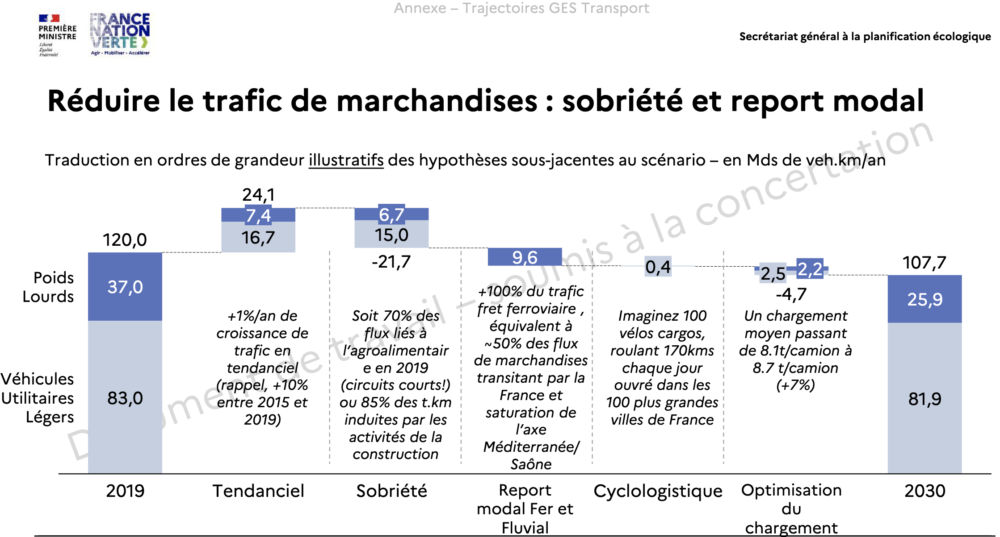 Annexe – Trajectoires GES Transport
PREMIÈRE
MINISTRE
Liberté
Égalité
Fraternité
FRANCE
NATION
VERTE
Agir • Mobiliser • Accélérer
Secrétariat général à la planification écologique
Réduire le trafic de marchandises : sobriété et report modal
Traduction en ordres de grandeur illustratifs des hypothèses sous-jacentes au scénario – en Mds de veh.km/an
Document de travail – soumis à la concertation
Poids
Lourds
Véhicules
Utilitaires
Légers
120,0
37,0
83,0
2019
24,1
7,4
16,7
+1%/an de
croissance de
trafic en
tendanciel
(rappel, +10%
entre 2015 et
2019)
Tendanciel
6,7
15,0
-21,7
Soit 70% des
flux liés à
l’agroalimentair
e en 2019
(circuits courts!)
ou 85% des t.km
induites par les
activités de la
construction
Sobriété
9,6
+100% du trafic
fret ferroviaire ,
équivalent à
~50% des flux
de marchandises
transitant par la
France et
saturation de
l’axe
Méditerranée/
Saône
Report
modal Fer et
Fluvial
0,4
Imaginez 100
vélos cargos,
roulant 170kms
chaque jour
ouvré dans les
100 plus grandes
villes de France
Cyclologistique
2,5 2,2
-4,7
Un chargement
moyen passant
de 8.1t/camion à
8.7 t/camion
(+7%)
Optimisation
du
chargement
107,7
25,9
81,9
2030